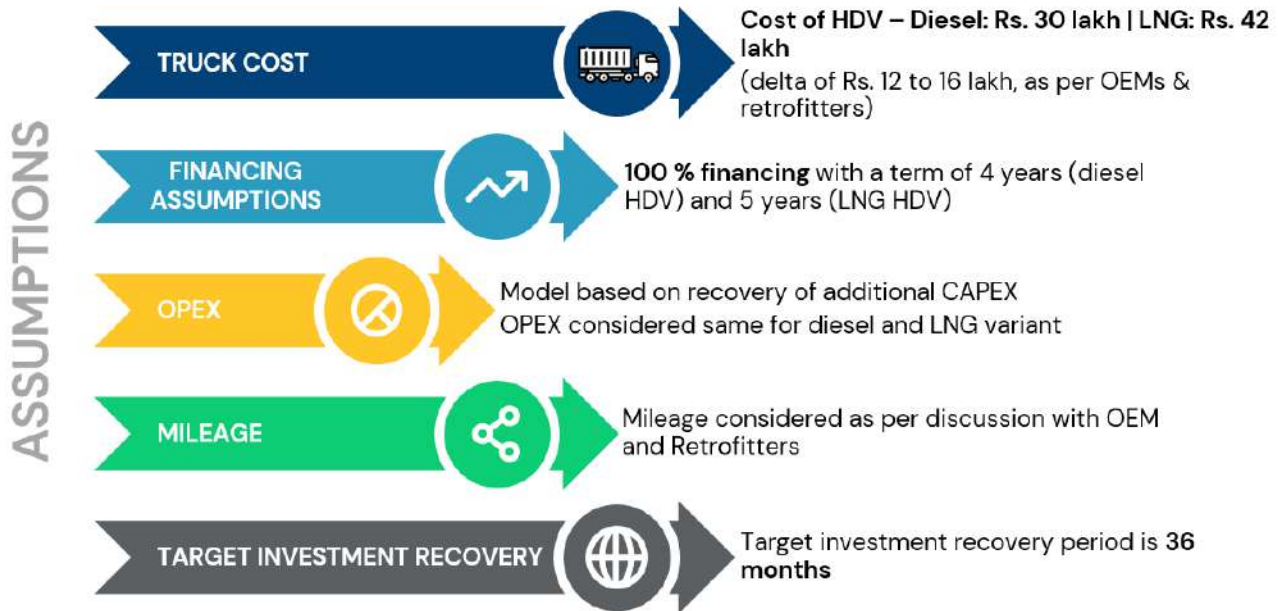 ASSUMPTIONS
TRUCK COST
Cost of HDV – Diesel: Rs. 30 lakh | LNG: Rs. 42
lakh
(delta of Rs. 12 to 16 lakh, as per OEMs &
retrofitters)
FINANCING
ASSUMPTIONS
100 % financing with a term of 4 years (diesel
HDV) and 5 years (LNG HDV)
OPEX
Model based on recovery of additional CAPEX
OPEX considered same for diesel and LNG variant
MILEAGE
Mileage considered as per discussion with OEM
and Retrofitters
TARGET INVESTMENT RECOVERY
Target investment recovery period is 36
months